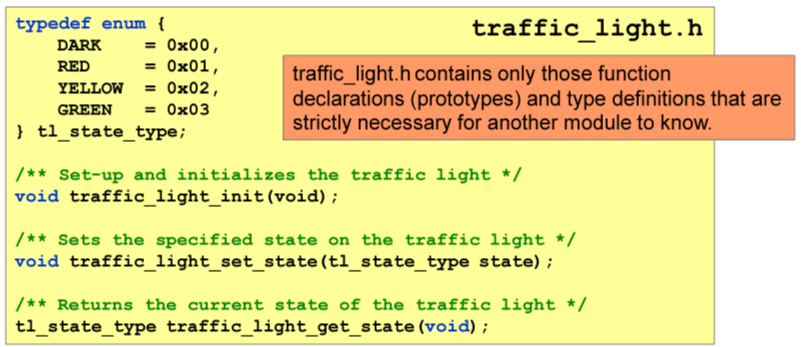 typedef enum {
traffic_light.h
    DARK    = 0x00,
    RED     = 0x01,
    YELLOW  = 0x02,
    GREEN   = 0x03
} tl_state_type;
traffic_light.h contains only those function
declarations (prototypes) and type definitions that are
strictly necessary for another module to know.
/** Set-up and initializes the traffic light */
void traffic_light_init(void);
/** Sets the specified state on the traffic light */
void traffic_light_set_state(tl_state_type state);
/** Returns the current state of the traffic light */
tl_state_type traffic_light_get_state(void);